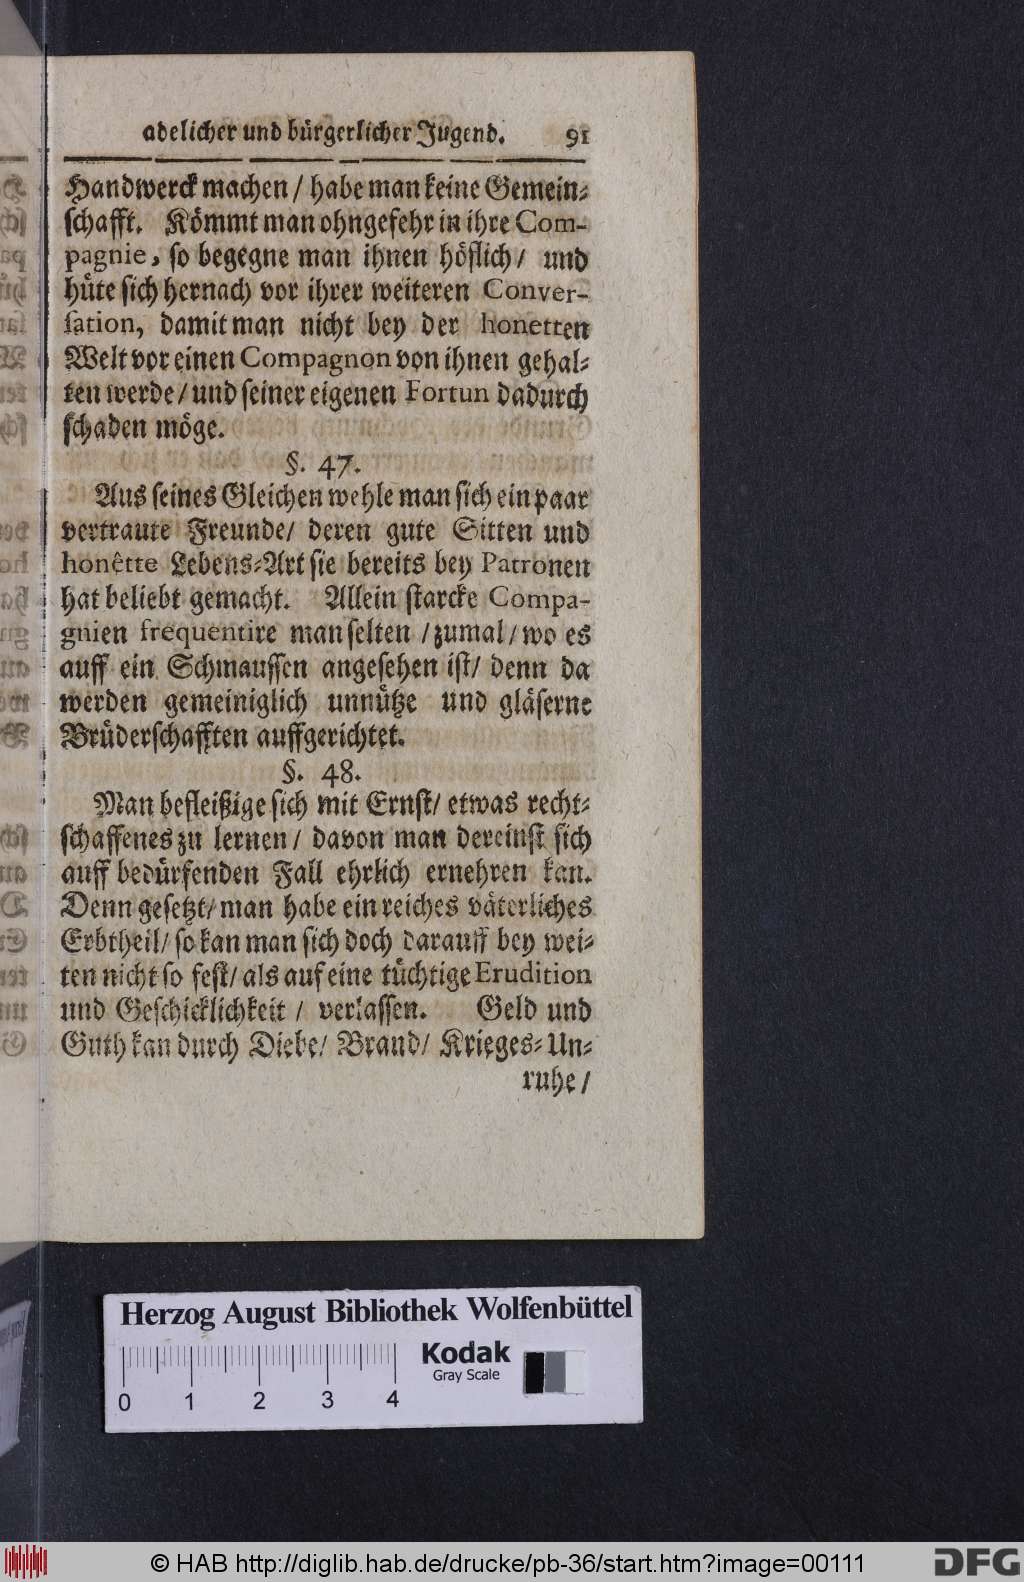 adelicher und bürgerlicher Jugend. 91
Handwerck machen / habe man keine Gemein-
schafft. Kömmt man ohngefehr in ihre Com-
pagnie, so begegne man ihnen höflich / und
hüte sich hernach vor ihrer weiteren Conver-
sation, damit man nicht bey der honetten
Welt vor einen Compagnon von ihnen gehal-
ten werde / und seiner eigenen Fortun dadurch
schaden möge.
§. 47.
Aus seines Gleichen wehle man sich ein paar
vertraute Freunde / deren gute Sitten und
honêtte Lebens-Art sie bereits bey Patronen
hat beliebt gemacht. Allein starcke Compa-
gnien frequentire man selten / zumal / wo es
auff ein Schmaussen angesehen ist / denn da
werden gemeiniglich unnütze und gläserne
Brüderschafften auffgerichtet.
§. 48.
Man befleißige sich mit Ernst / etwas recht-
schaffenes zu lernen / davon man dereinst sich
auff bedürfenden Fall ehrlich ernehren kan.
Denn gesetzt / man habe ein reiches väterliches
Erbtheil / so kan man sich doch darauff bey wei-
ten nicht so fest / als auf eine tüchtige Erudition
und Geschicklichkeit / verlassen. Geld und
Guth kan durch Diebe / Brand / Krieges-Un-
ruhe /
Herzog August Bibliothek Wolfenbüttel
Kodak
Gray Scale
0 1 2 3 4
© HAB http://diglib.hab.de/drucke/pb-36/start.htm?image=00111
DFG